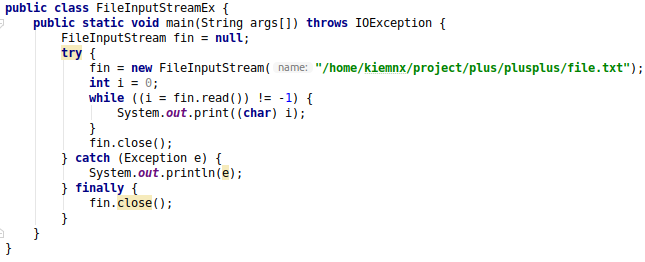 public class FileInputStreamEx {
    public static void main(String args[]) throws IOException {
        FileInputStream fin = null;
        try {
            fin = new FileInputStream( name: "/home/kiemnx/project/plus/plusplus/file.txt");
            int i = 0;
            while ((i = fin.read()) != -1) {
                System.out.print((char) i);
            }
            fin.close();
        } catch (Exception e) {
            System.out.println(e);
        } finally {
            fin.close();
        }
    }
}